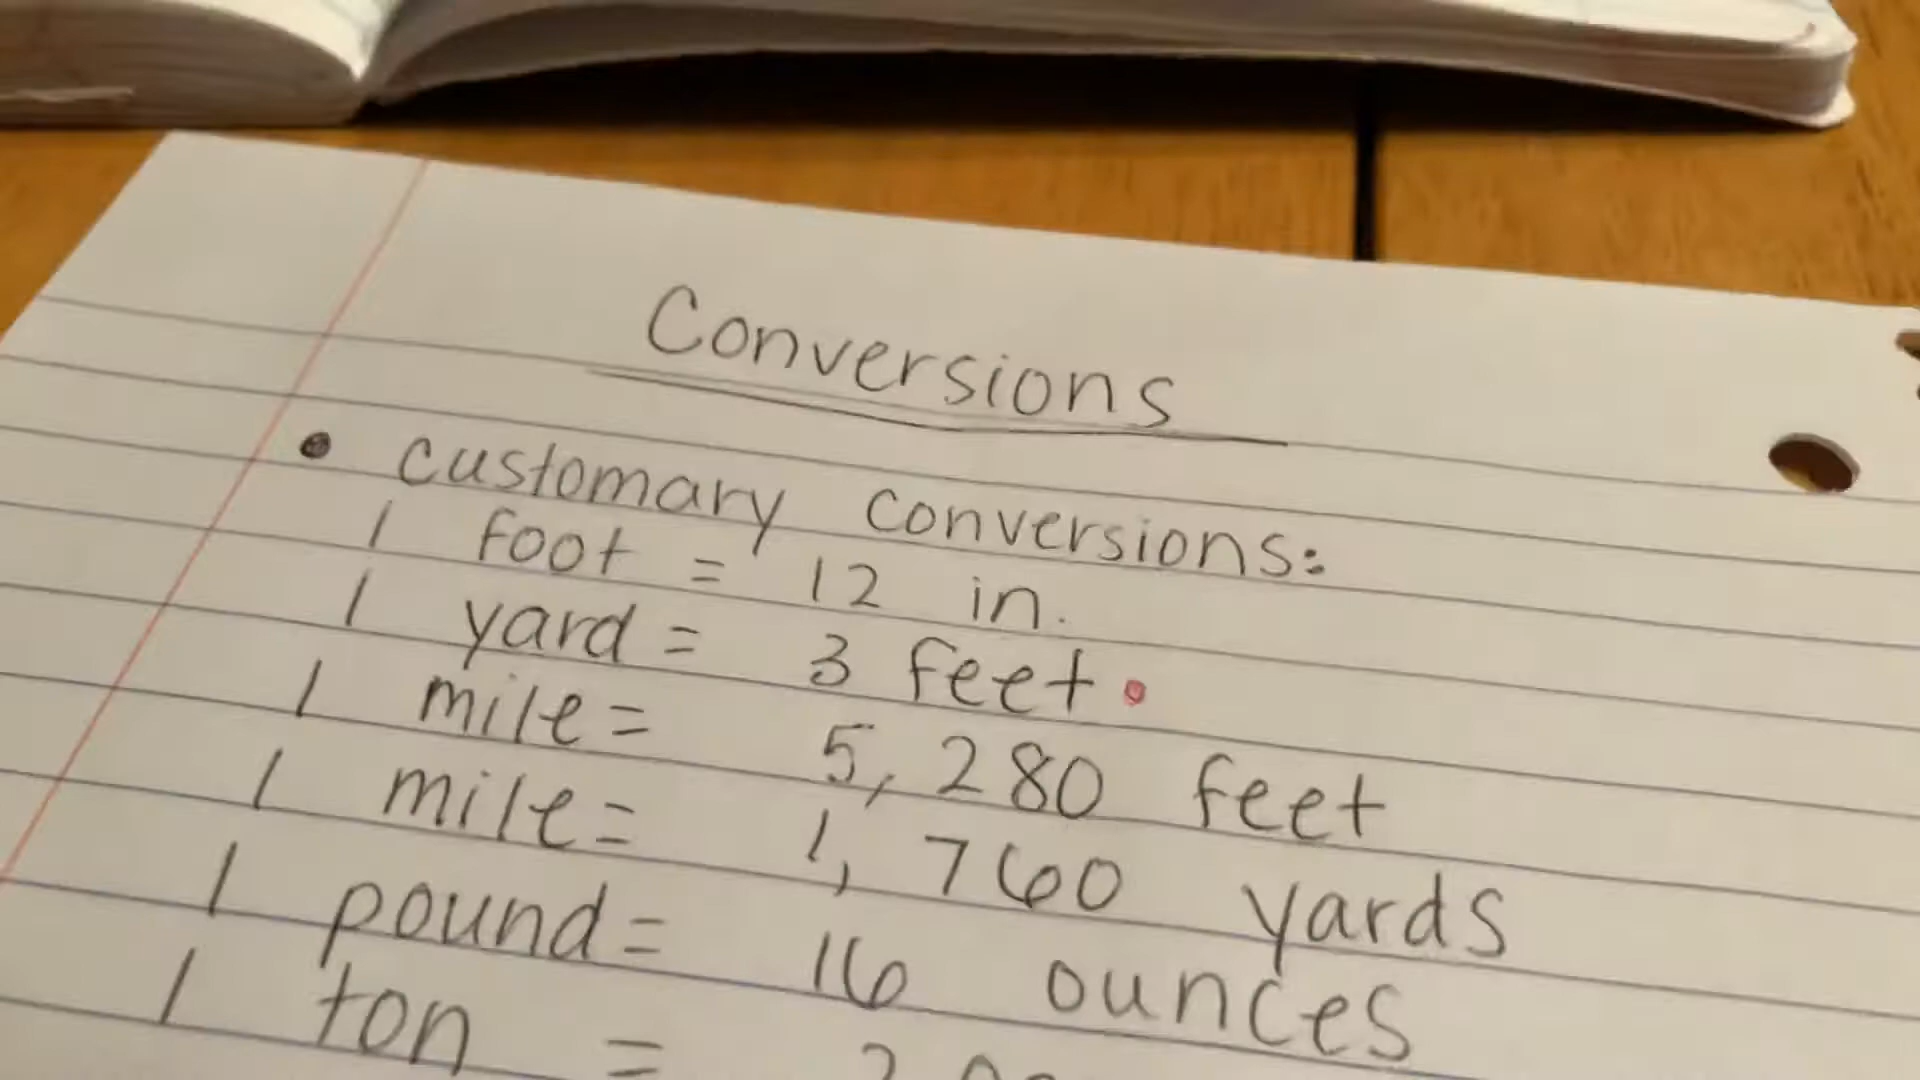 Conversions
• customary conversions:
1 foot = 12 in.
1 yard = 3 feet.
1 mile = 5,280 feet
1 mile = 1,760 yards
1 pound = 16 ounces
1 ton =